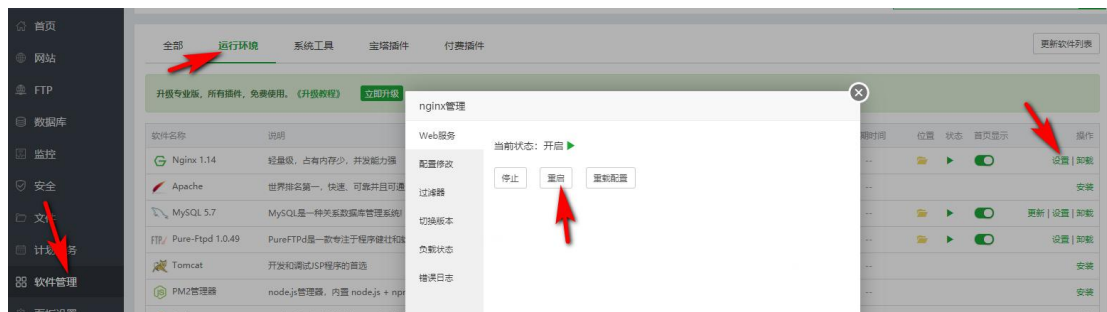 首页
网站
FTP
数据库
监控
安全
文件
软件管理
全部 运行环境 系统工具 宝塔插件 付费插件
更新软件列表
升级专业版，所有插件，免费使用。《升级教程》 立即升级
软件名称 说明 期时间 位置 状态 首页显示 操作
Nginx 1.14 轻量级，占有内存少，并发能力强 -- 设置 | 卸载
Apache 世界排名第一，快速、可靠并且可通 -- 安装
MySQL 5.7 MySQL是一种关系数据库管理系统! -- 更新 | 设置 | 卸载
Pure-Ftpd 1.0.49 PureFTPd是一款专注于程序健壮和 -- 设置 | 卸载
Tomcat 开发和调试JSP程序的首选 -- 安装
PM2管理器 node.js管理器，内置 node.js + npr -- 安装
nginx管理
Web服务
配置修改
过滤器
切换版本
负载状态
错误日志
当前状态：开启
停止 重启 重载配置